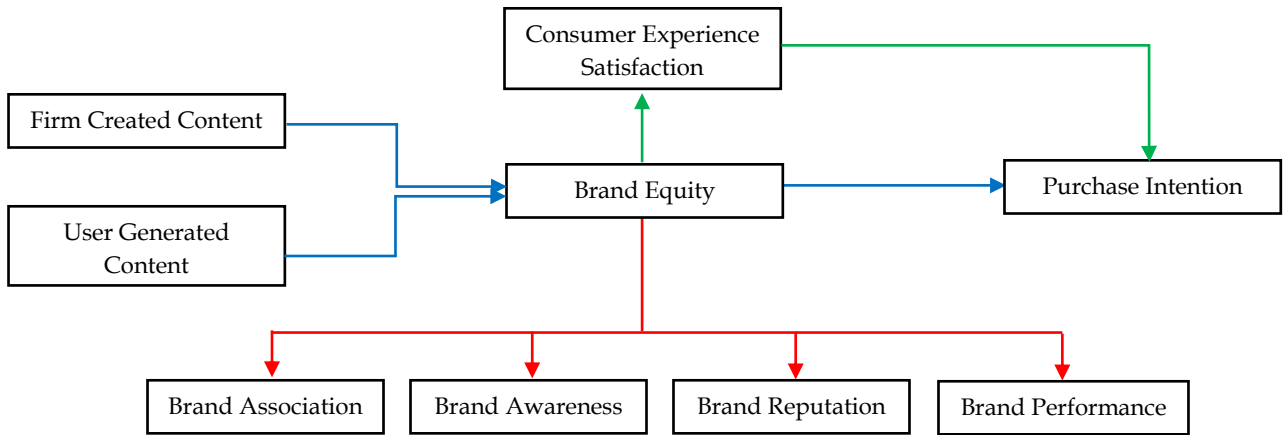 Consumer Experience
Satisfaction
Firm Created Content
Brand Equity
Purchase Intention
User Generated
Content
Brand Association
Brand Awareness
Brand Reputation
Brand Performance